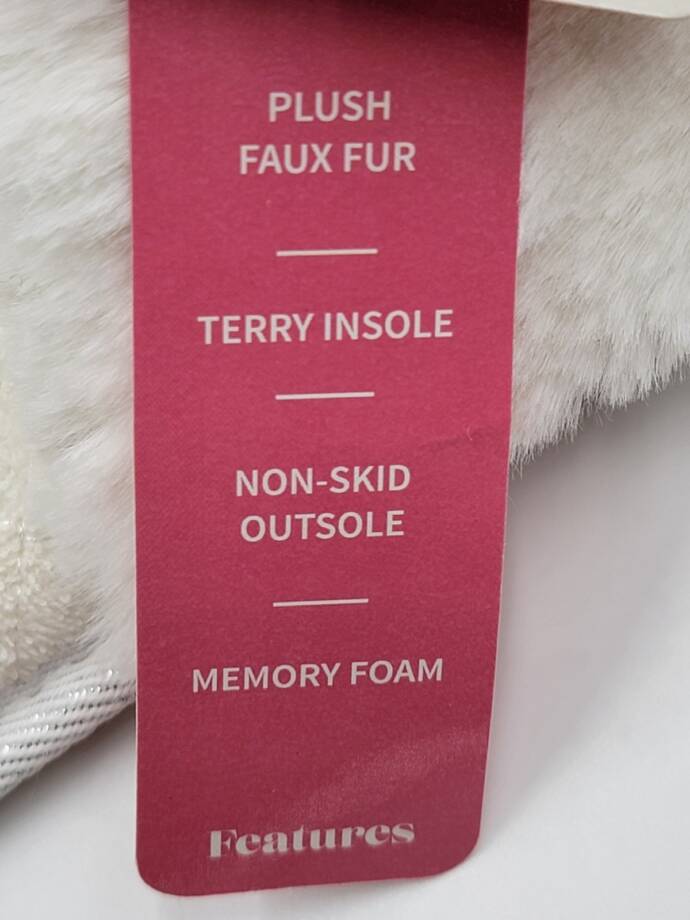 PLUSH
FAUX FUR
TERRY INSOLE
NON-SKID
OUTSOLE
MEMORY FOAM
Features